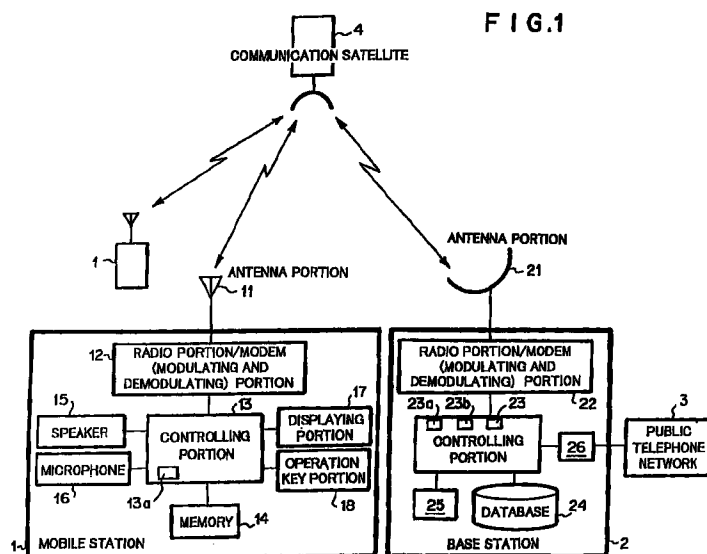 FIG.1
4
COMMUNICATION SATELLITE
1
ANTENNA PORTION
11
ANTENNA PORTION
21
12
RADIO PORTION/MODEM
(MODULATING AND
DEMODULATING) PORTION
15
SPEAKER
13
CONTROLLING
PORTION
13a
17
DISPLAYING
PORTION
MICROPHONE
16
OPERATION
KEY PORTION
18
MEMORY
14
1
MOBILE STATION
RADIO PORTION/MODEM
(MODULATING AND
DEMODULATING) PORTION
22
23a
23b
23
CONTROLLING
PORTION
26
3
PUBLIC
TELEPHONE
NETWORK
25
DATABASE
24
BASE STATION
2